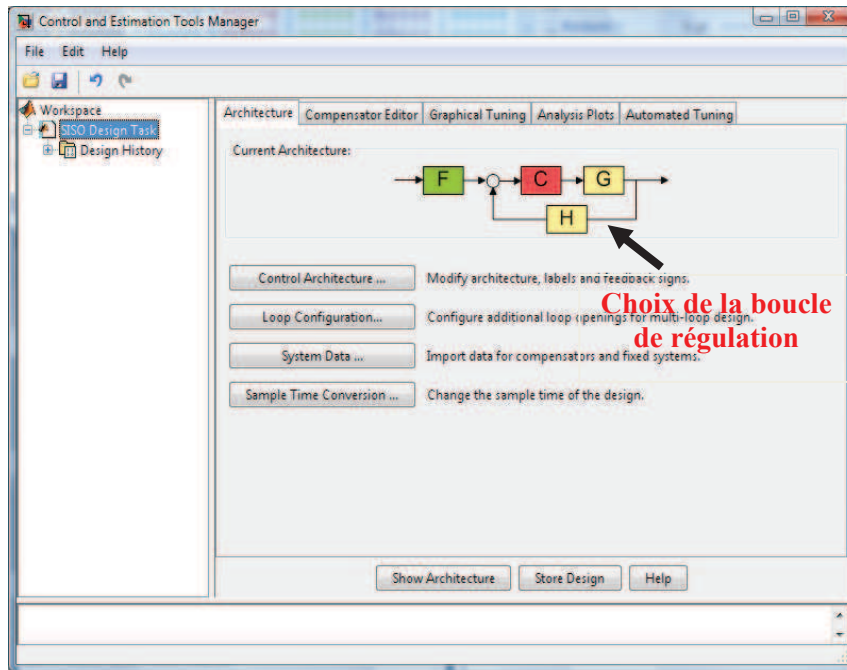 Control and Estimation Tools Manager
File Edit Help
Workspace
SISO Design Task
Design History
Architecture Compensator Editor Graphical Tuning Analysis Plots Automated Tuning
Current Architecture:
F C G
H
Control Architecture ... Modify architecture, labels and feedback signs.
Loop Configuration... Configure additional loop openings for multi-loop design.
System Data ... Import data for compensators and fixed systems.
Sample Time Conversion ... Change the sample time of the design.
Choix de la boucle
de régulation
Show Architecture Store Design Help